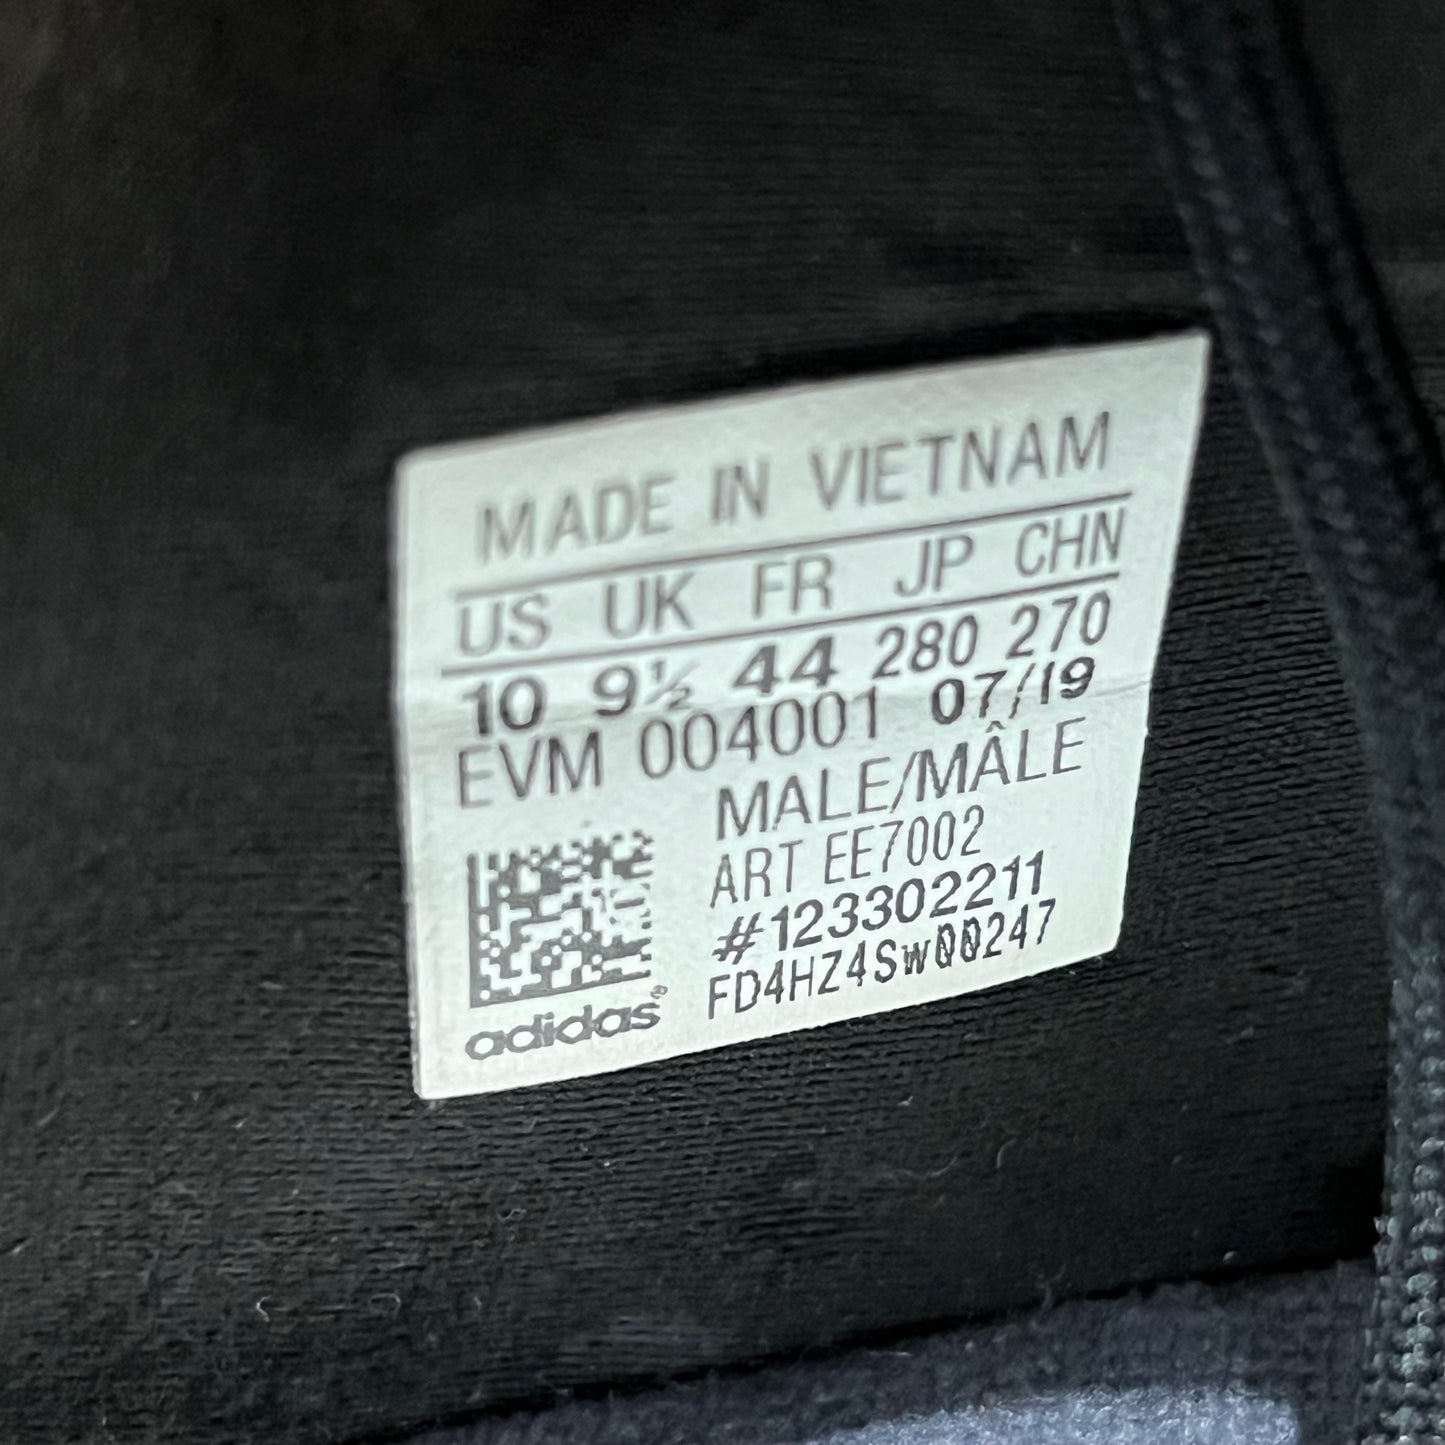 MADE IN VIETNAM
US UK FR JP CHN
10 9½ 44 280 270
EVM 004001 07/19
MALE/MÂLE
ART EE7002
#123302211
FD4HZ4Sw00247
adidas®